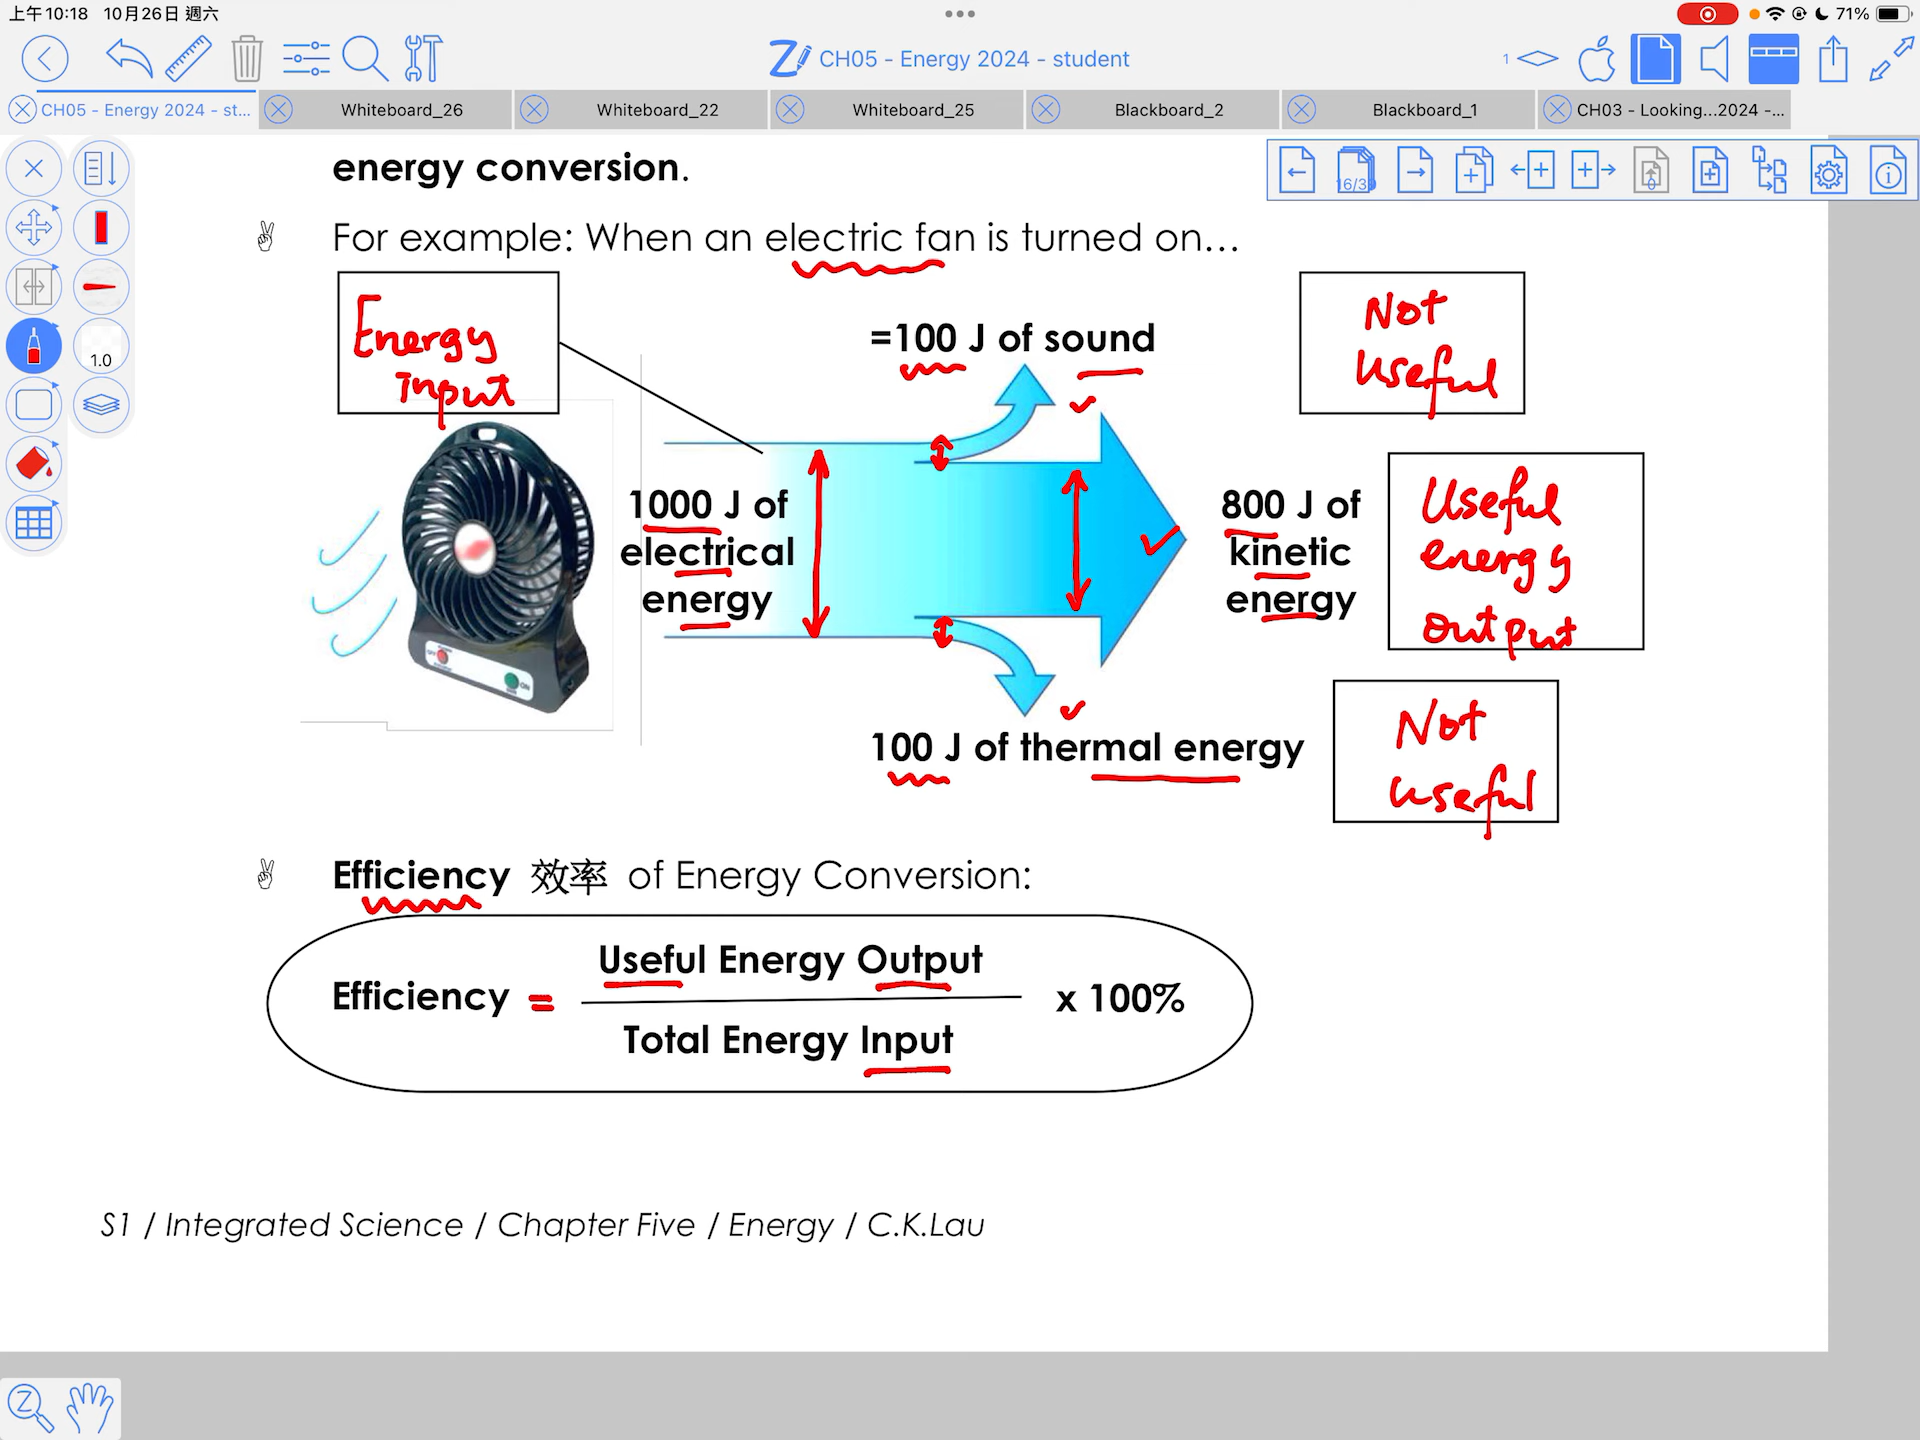 上午10:18 10月26日 週六
71%
CH05 - Energy 2024 - student
1
CH05 - Energy 2024 - st...
Whiteboard_26
Whiteboard_22
Whiteboard_25
Blackboard_2
Blackboard_1
CH03 - Looking...2024 -...
energy conversion.
For example: When an electric fan is turned on...
Energy
Input
=100 J of sound
Not
Useful
1.0
1000 J of
electrical
energy
800 J of
kinetic
energy
Useful
energy
output
ON
100 J of thermal energy
Not
useful
Efficiency 效率 of Energy Conversion:
Efficiency = Useful Energy Output
Total Energy Input
x 100%
S1 / Integrated Science / Chapter Five / Energy / C.K.Lau